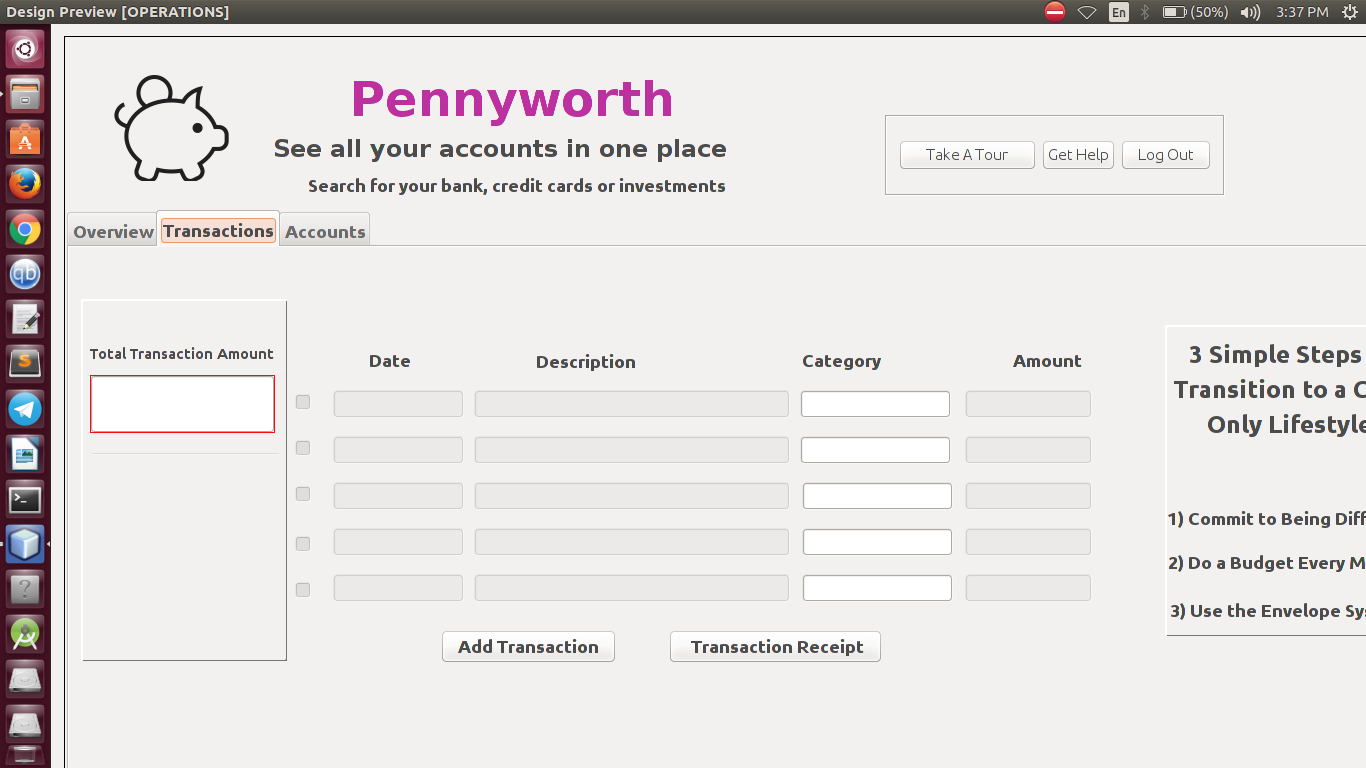 Design Preview [OPERATIONS]
En
(50%)
3:37 PM
Pennyworth
See all your accounts in one place
Search for your bank, credit cards or investments
Take A Tour
Get Help
Log Out
Overview
Transactions
Accounts
Total Transaction Amount
Date
Description
Category
Amount
Add Transaction
Transaction Receipt
3 Simple Steps
Transition to a C
Only Lifestyle
1) Commit to Being Diff
2) Do a Budget Every M
3) Use the Envelope Sys
qb
S
>_
?
A